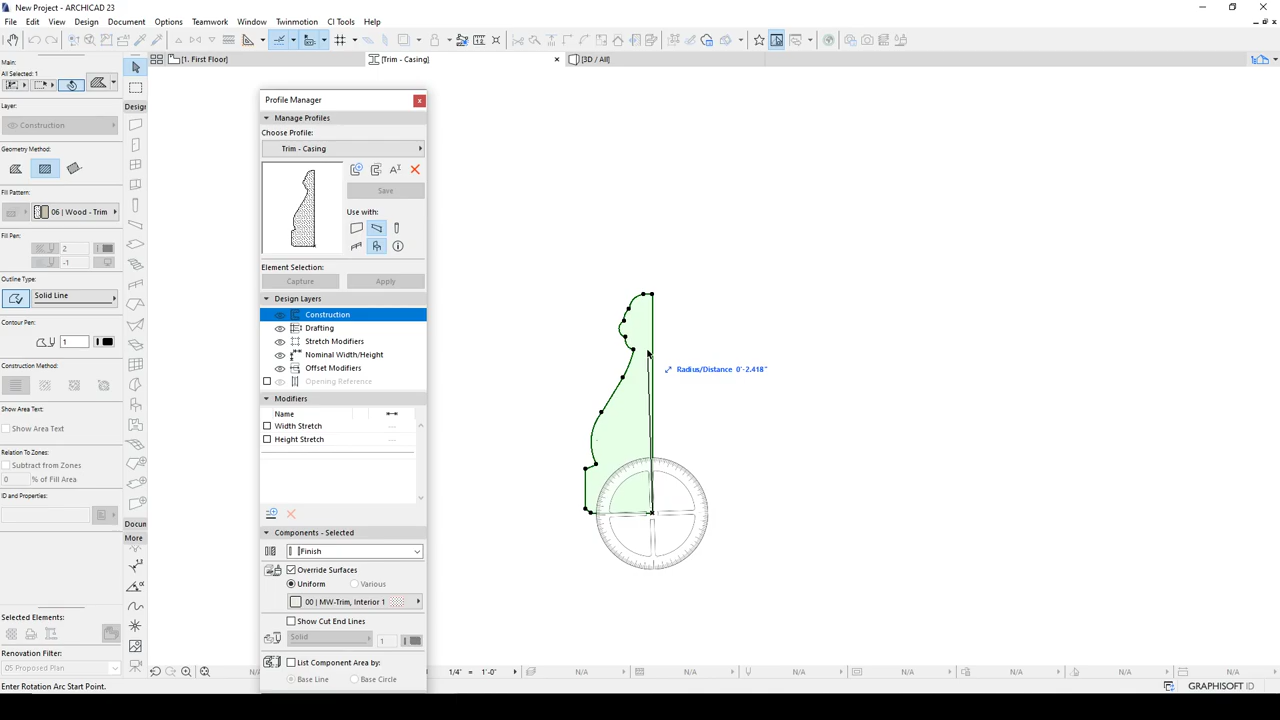 New Project - ARCHICAD 23
File Edit View Design Document Options Teamwork Window Twinmotion CI Tools Help
[1. First Floor]
[Trim - Casing]
[3D / All]
Main:
All Selected: 1
Layer:
Construction
Geometry Method:
Fill Pattern:
06 | Wood - Trim
Fill Pen:
2
-1
Outline Type:
Solid Line
Contour Pen:
1
Construction Method:
Show Area Text:
Show Area Text
Relation To Zones:
Subtract from Zones
0 % of Fill Area
ID and Properties:
Selected Elements:
Renovation Filter:
05 Proposed Plan
Enter Rotation Arc Start Point.
Design
Docun
More
Profile Manager
Manage Profiles
Choose Profile:
Trim - Casing
Save
Use with:
Element Selection:
Capture Apply
Design Layers
Construction
Drafting
Stretch Modifiers
Nominal Width/Height
Offset Modifiers
Opening Reference
Modifiers
Name
Width Stretch ---
Height Stretch ---
Components - Selected
Finish
Override Surfaces
Uniform Various
00 | MW-Trim, Interior 1
Show Cut End Lines
Solid 1
List Component Area by:
Base Line Base Circle
Radius/Distance 0'-2.418"
1/4" = 1'-0" N/A N/A N/A N/A N/A N/A N/A
GRAPHISOFT ID